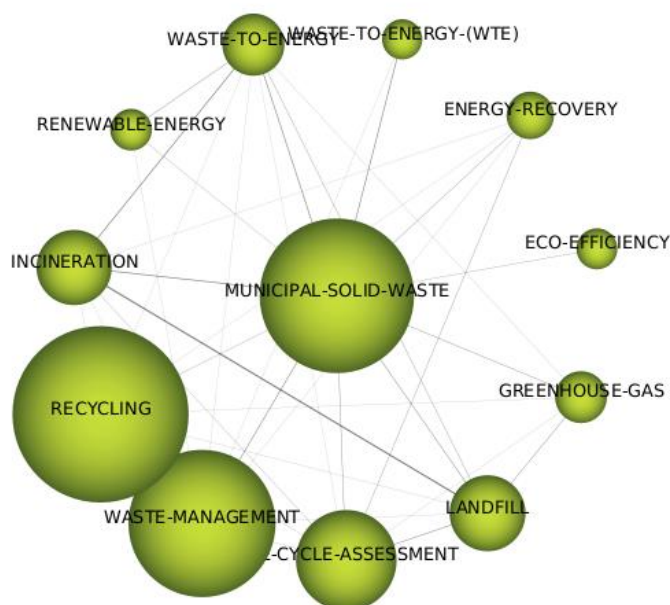 WASTE-TO-ENERGY
WASTE-TO-ENERGY-(WTE)
RENEWABLE-ENERGY
ENERGY-RECOVERY
ECO-EFFICIENCY
INCINERATION
MUNICIPAL-SOLID-WASTE
GREENHOUSE-GAS
RECYCLING
LANDFILL
WASTE-MANAGEMENT
-CYCLE-ASSESSMENT